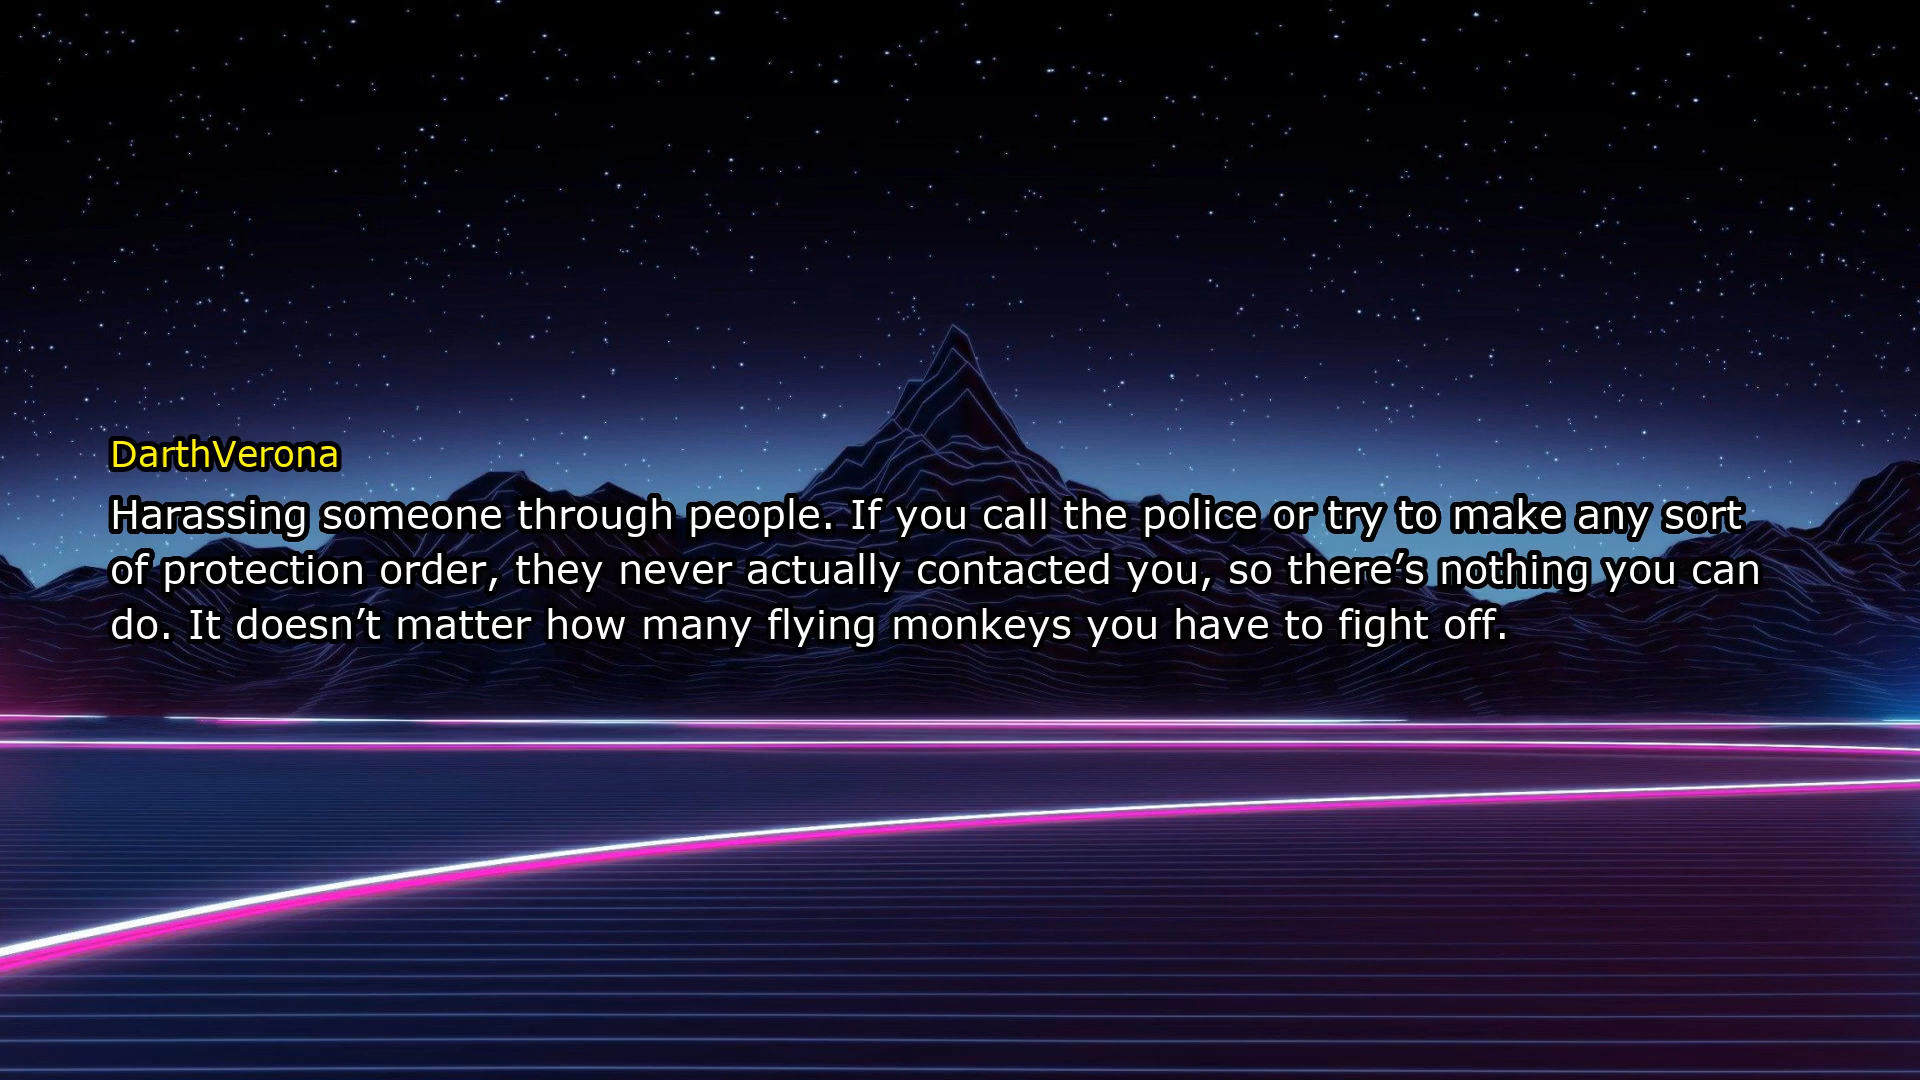 DarthVerona
Harassing someone through people. If you call the police or try to make any sort
of protection order, they never actually contacted you, so there’s nothing you can
do. It doesn’t matter how many flying monkeys you have to fight off.